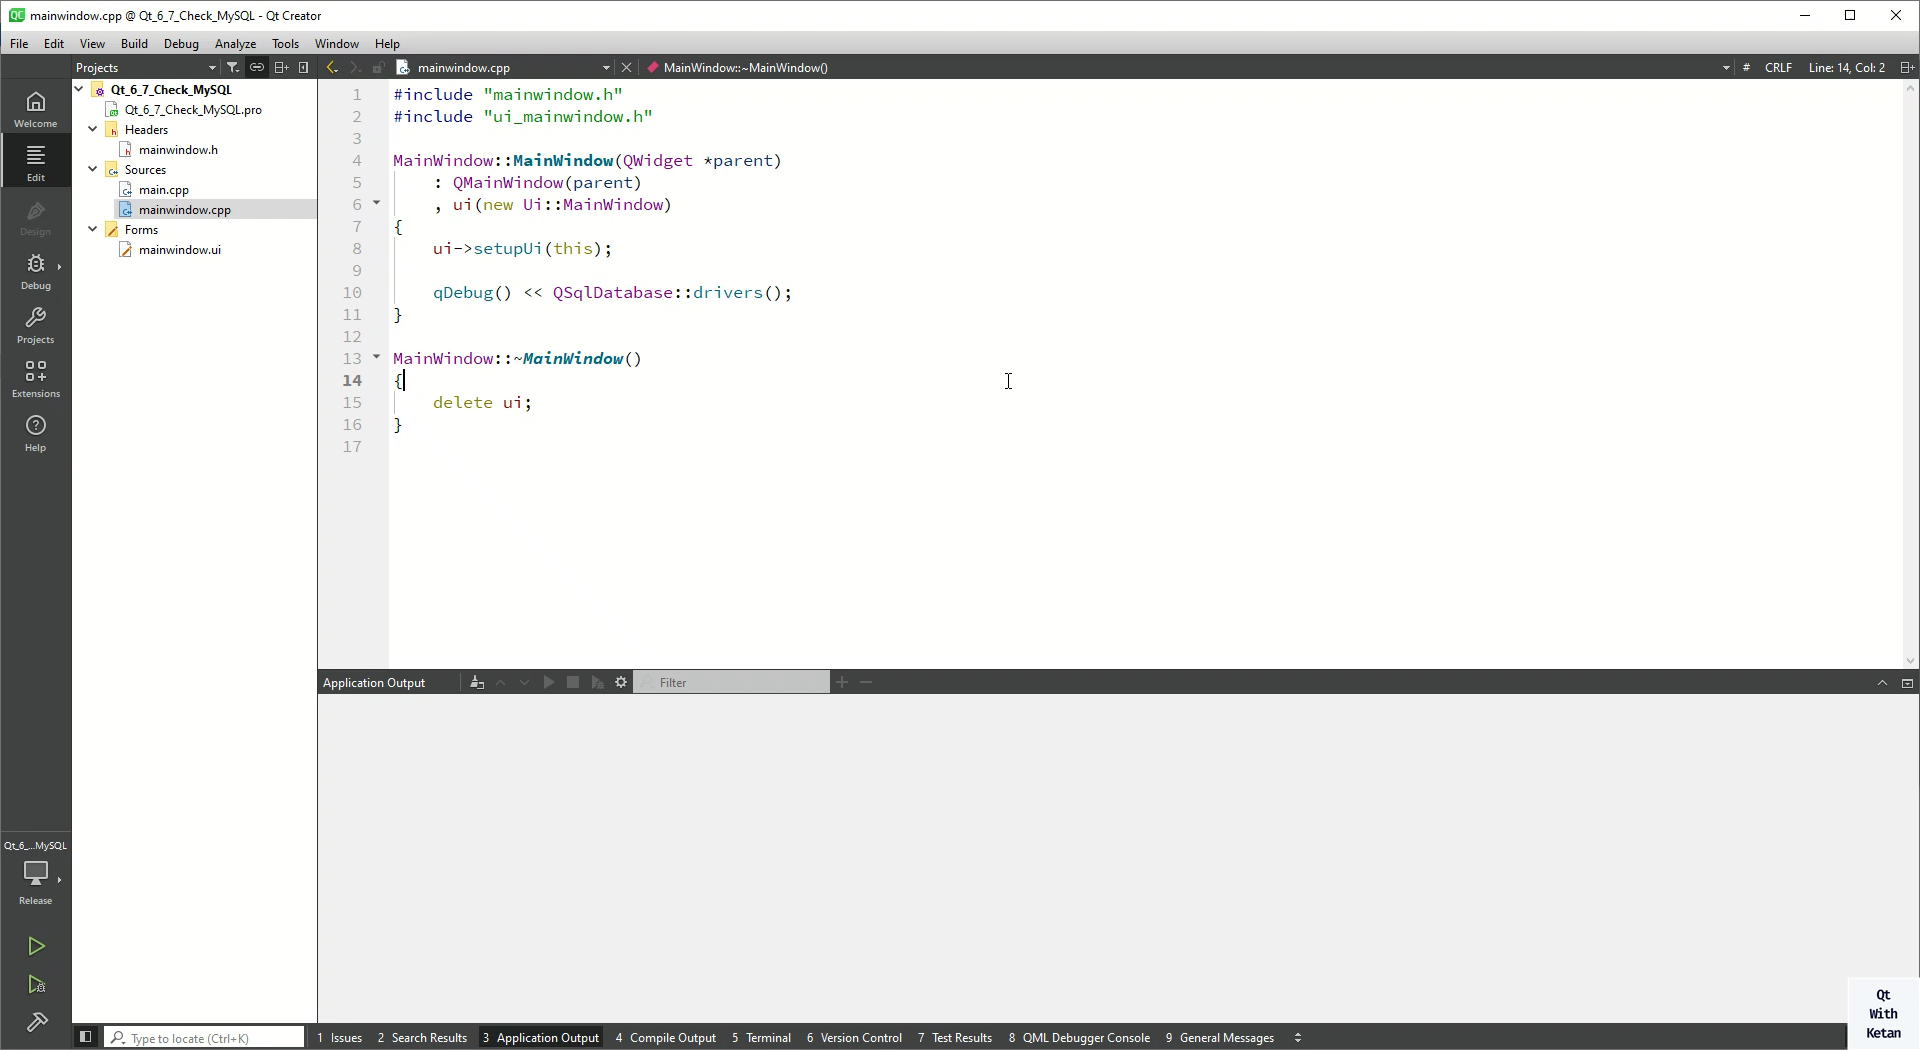 mainwindow.cpp @ Qt_6_7_Check_MySQL - Qt Creator
File Edit View Build Debug Analyze Tools Window Help
Projects mainwindow.cpp MainWindow::~MainWindow() # CRLF Line: 14, Col: 2
Welcome
Edit
Design
Debug
Projects
Extensions
Help
Qt_6_7_Check_MySQL
Qt_6_7_Check_MySQL.pro
Headers
mainwindow.h
Sources
main.cpp
mainwindow.cpp
Forms
mainwindow.ui
1 #include "mainwindow.h"
2 #include "ui_mainwindow.h"
3
4 MainWindow::MainWindow(QWidget *parent)
5 : QMainWindow(parent)
6 , ui(new Ui::MainWindow)
7 {
8 ui->setupUi(this);
9
10 qDebug() << QSqlDatabase::drivers();
11 }
12
13 MainWindow::~MainWindow()
14 {
15 delete ui;
16 }
17
Application Output Filter
Qt_6_...MySQL
Release
Type to locate (Ctrl+K) 1 Issues 2 Search Results 3 Application Output 4 Compile Output 5 Terminal 6 Version Control 7 Test Results 8 QML Debugger Console 9 General Messages
Qt
With
Ketan